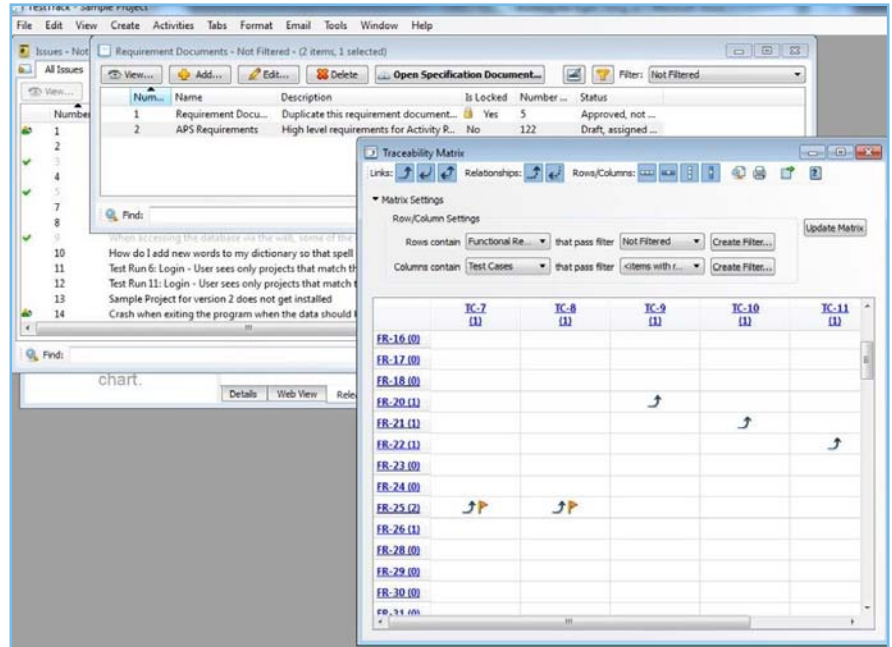 TestTrack - Sample Project
File Edit View Create Activities Tabs Format Email Tools Window Help
Issues - Not
All Issues
View...
Number
1
2
3
4
5
7
8
9 When accessing the database via the web, some of the
10 How do I add new words to my dictionary so that spell
11 Test Run 6: Login - User sees only projects that match th
12 Test Run 11: Login - User sees only projects that match t
13 Sample Project for version 2 does not get installed
14 Crash when exiting the program when the data should
Find:
chart.
Details Web View Rele
Requirement Documents - Not Filtered - (2 items, 1 selected)
View... Add... Edit... Delete Open Specification Document... Filter: Not Filtered
Num... Name Description Is Locked Number ... Status
1 Requirement Docu... Duplicate this requirement document... Yes 5 Approved, not ...
2 APS Requirements High level requirements for Activity R... No 122 Draft, assigned ...
Find:
Traceability Matrix
Links: Relationships: Rows/Columns:
Matrix Settings
Row/Column Settings
Rows contain Functional Re... that pass filter Not Filtered Create Filter...
Update Matrix
Columns contain Test Cases that pass filter <items with r... Create Filter...
TC-7 TC-8 TC-9 TC-10 TC-11
(1) (1) (1) (1) (1)
FR-16 (0)
FR-17 (0)
FR-18 (0)
FR-20 (1)
FR-21 (1)
FR-22 (1)
FR-23 (0)
FR-24 (0)
FR-25 (2)
FR-26 (1)
FR-28 (0)
FR-29 (0)
FR-30 (0)
FR-31 (0)